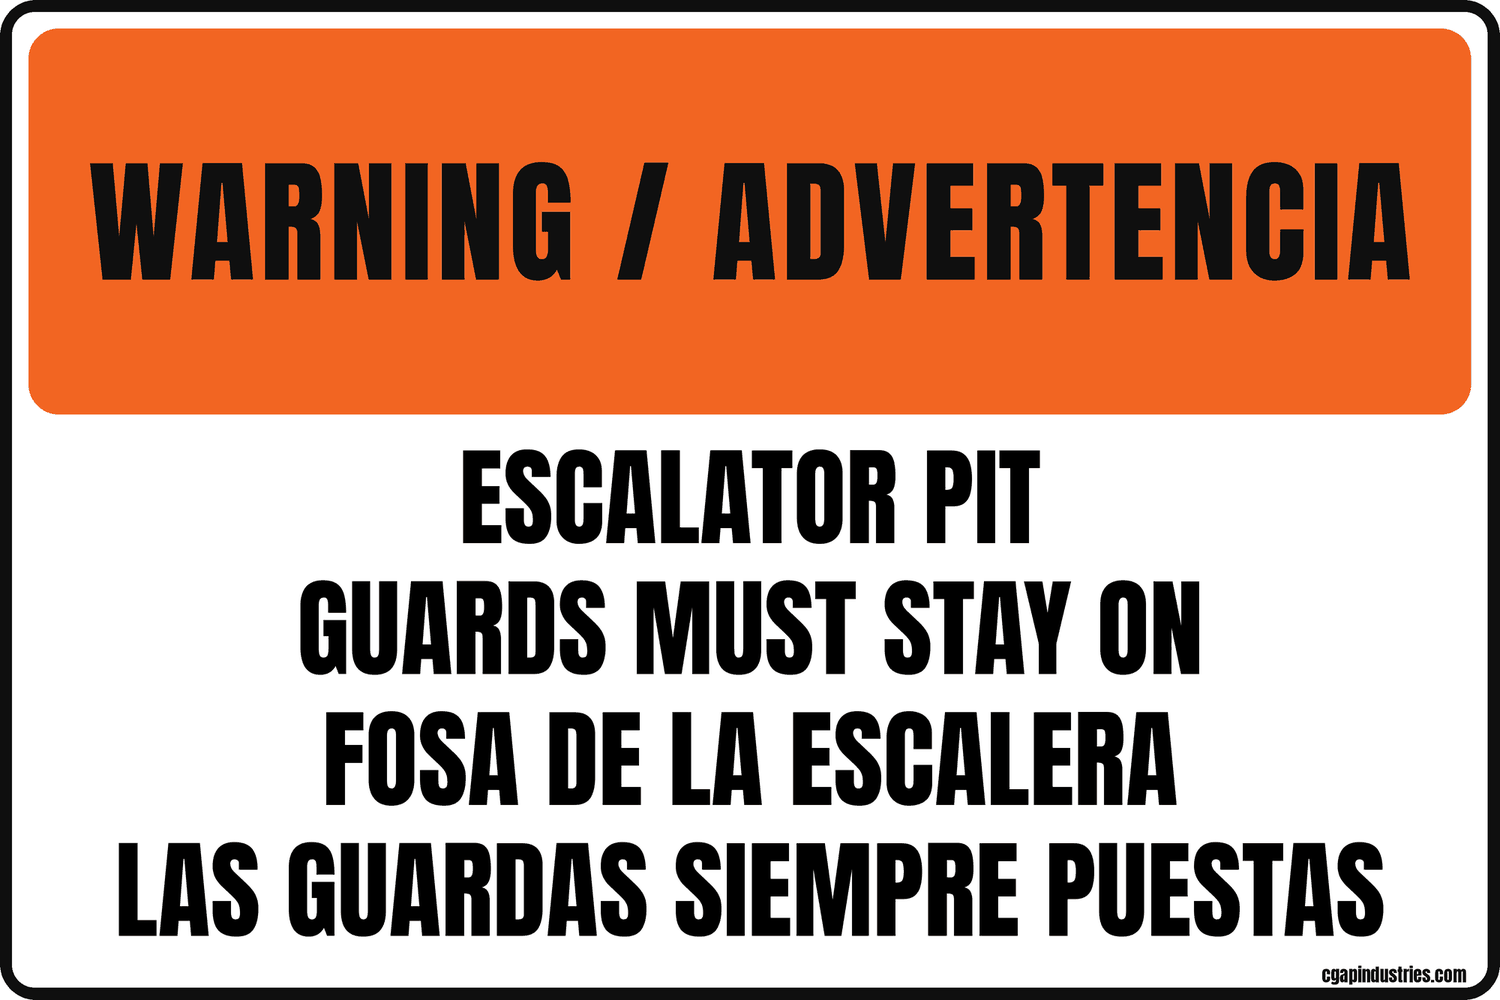 WARNING / ADVERTENCIA
ESCALATOR PIT
GUARDS MUST STAY ON
FOSA DE LA ESCALERA
LAS GUARDAS SIEMPRE PUESTAS
cgapindustries.com